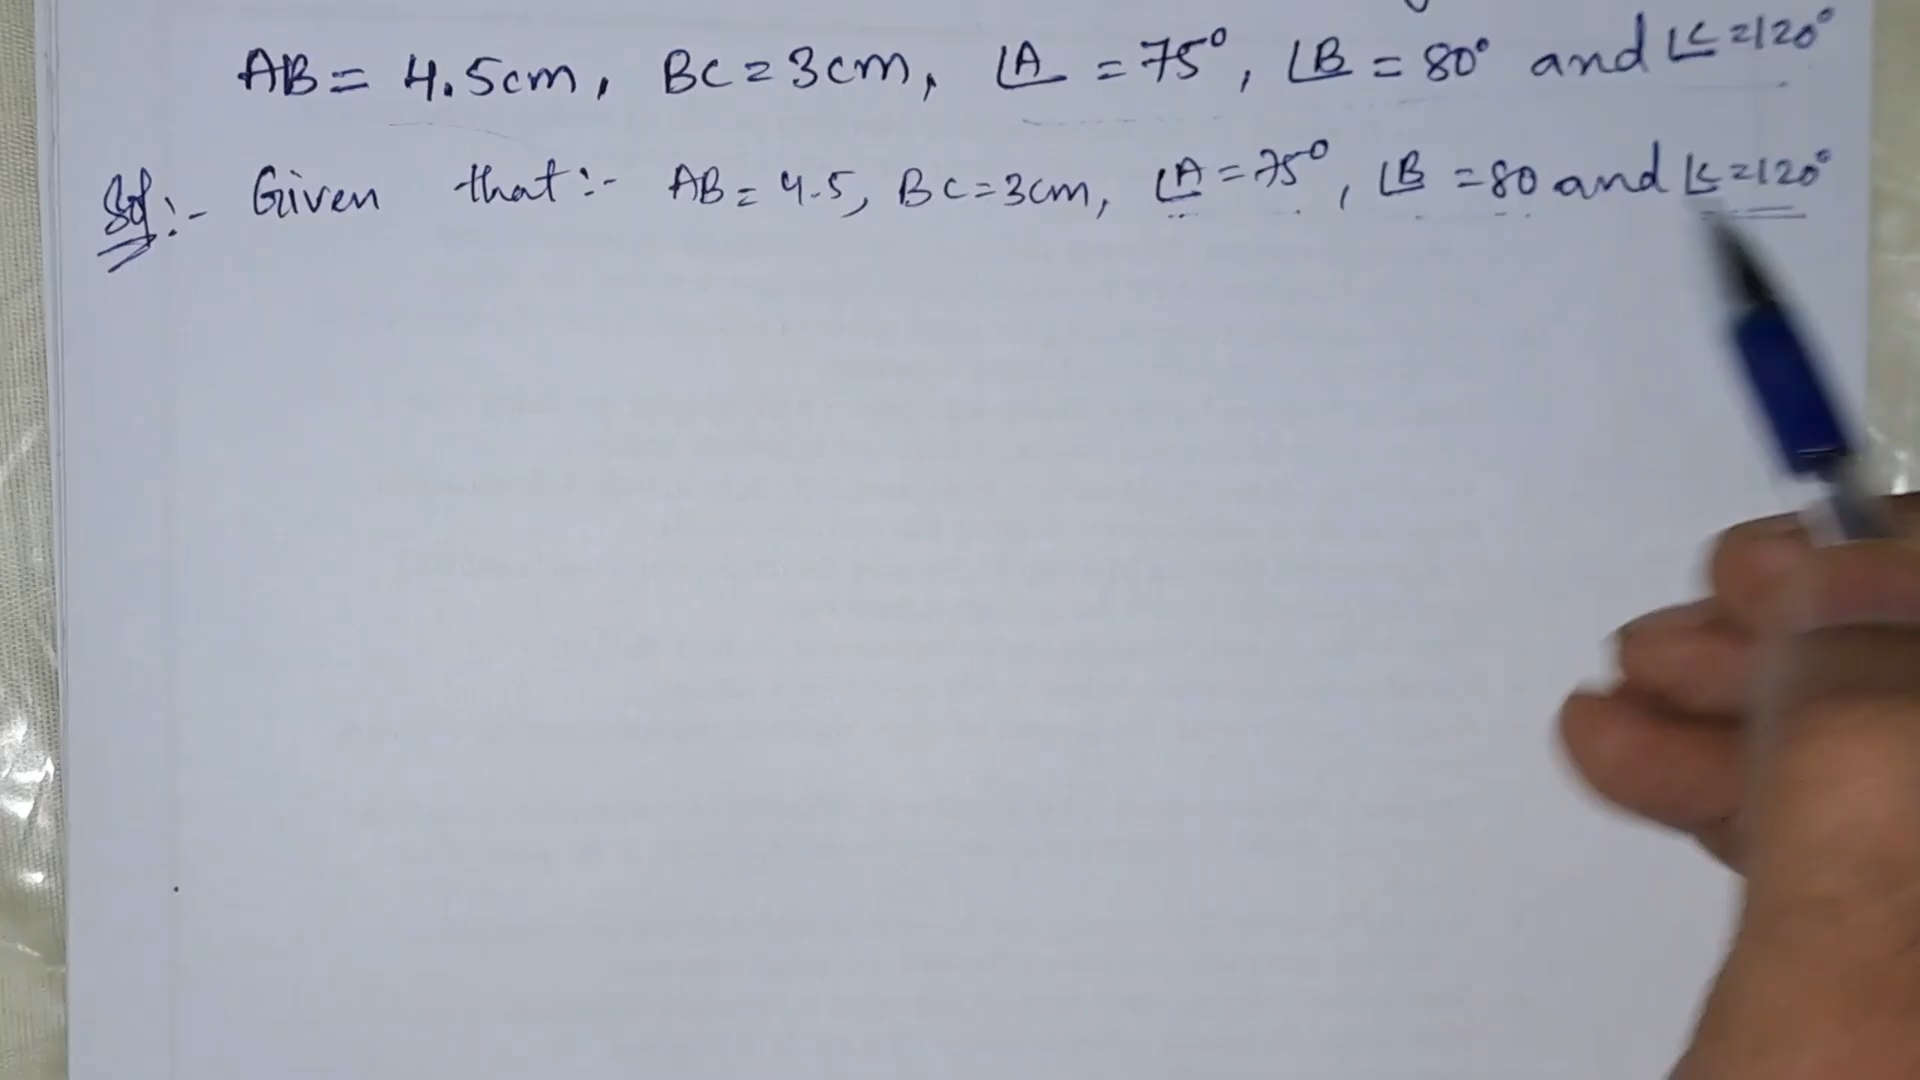 AB = 4.5cm, BC = 3cm, ∠A = 75°, ∠B = 80° and ∠C = 120°
Sol:- Given that:- AB = 4.5, BC = 3cm, ∠A = 75°, ∠B = 80 and ∠C = 120°